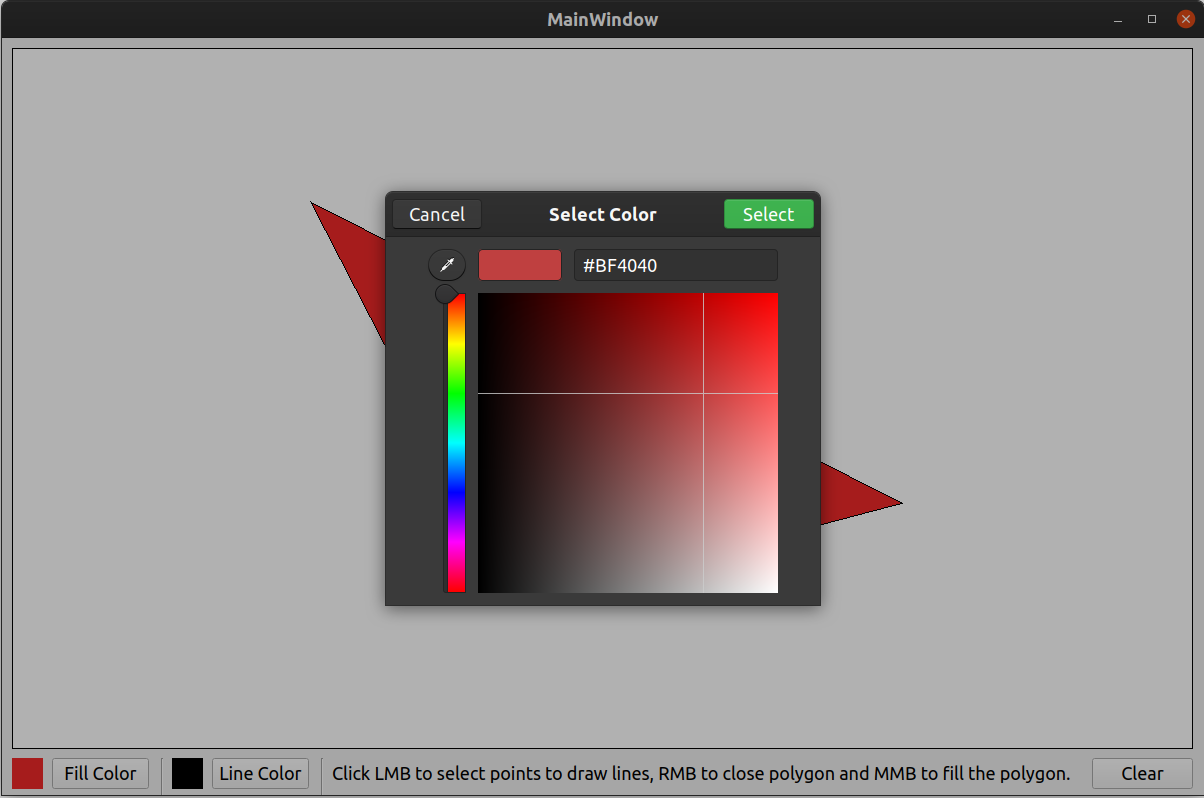 MainWindow
Cancel
Select Color
Select
#BF4040
Fill Color
Line Color
Click LMB to select points to draw lines, RMB to close polygon and MMB to fill the polygon.
Clear